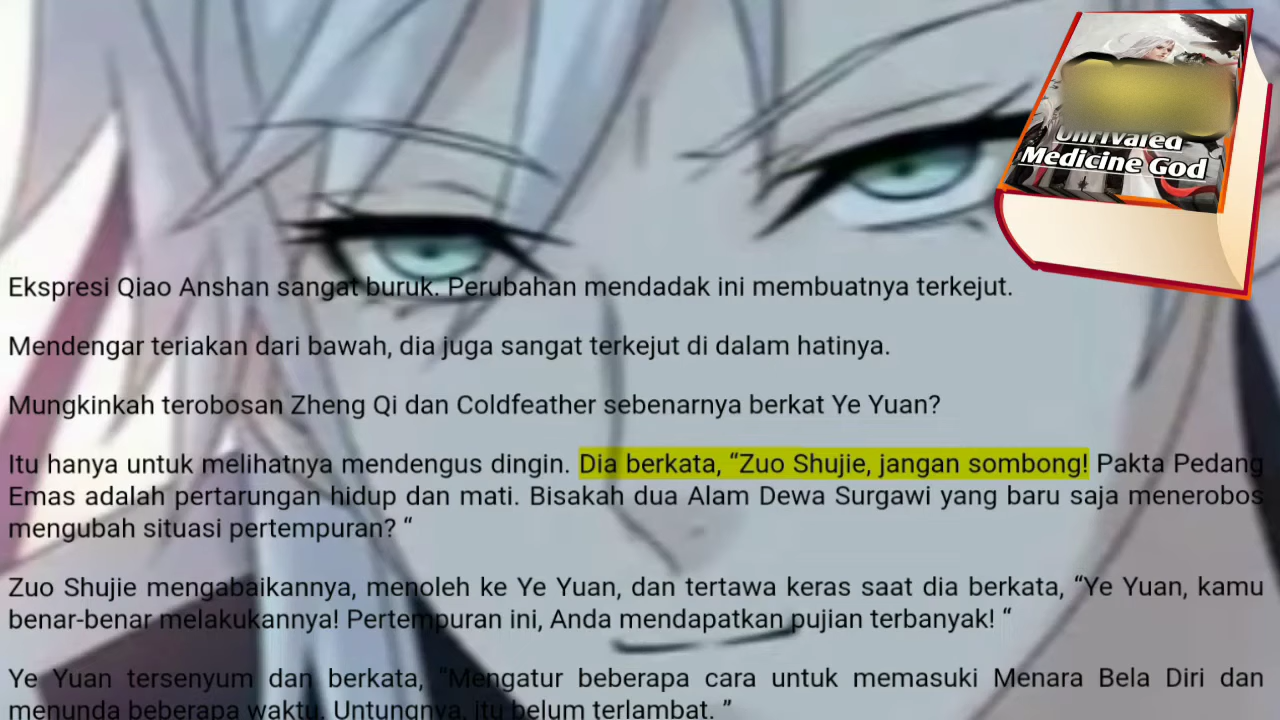 Unrivaled
Medicine God
Ekspresi Qiao Anshan sangat buruk. Perubahan mendadak ini membuatnya terkejut.
Mendengar teriakan dari bawah, dia juga sangat terkejut di dalam hatinya.
Mungkinkah terobosan Zheng Qi dan Coldfeather sebenarnya berkat Ye Yuan?
Itu hanya untuk melihatnya mendengus dingin. Dia berkata, “Zuo Shujie, jangan sombong! Pakta Pedang
Emas adalah pertarungan hidup dan mati. Bisakah dua Alam Dewa Surgawi yang baru saja menerobos
mengubah situasi pertempuran? “
Zuo Shujie mengabaikannya, menoleh ke Ye Yuan, dan tertawa keras saat dia berkata, “Ye Yuan, kamu
benar-benar melakukannya! Pertempuran ini, Anda mendapatkan pujian terbanyak! “
Ye Yuan tersenyum dan berkata, “Mengatur beberapa cara untuk memasuki Menara Bela Diri dan
menunda beberapa waktu. Untungnya, itu belum terlambat. ”